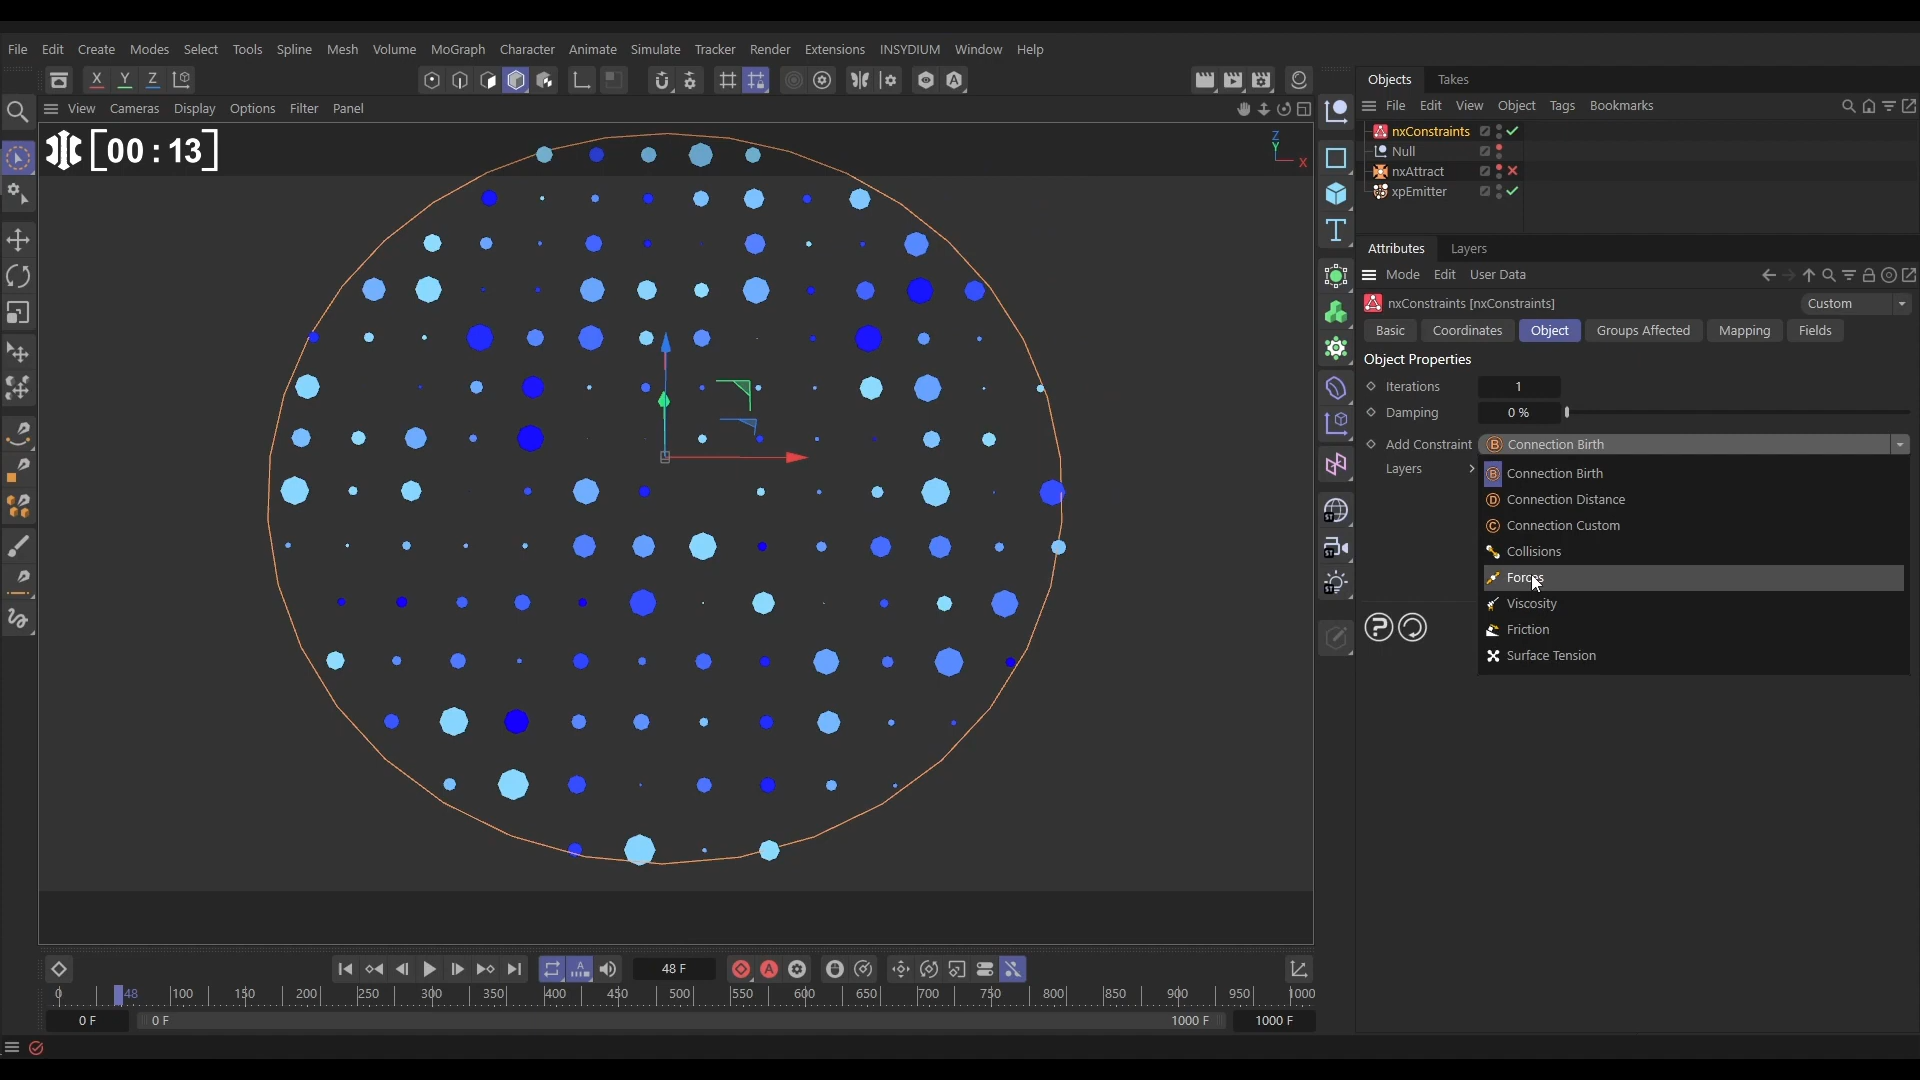 File Edit Create Modes Select Tools Spline Mesh Volume MoGraph Character Animate Simulate Tracker Render Extensions INSYDIUM Window Help
X Y Z
View Cameras Display Options Filter Panel
[00:13]
Z
Y
X
Objects Takes
File Edit View Object Tags Bookmarks
nxConstraints
Null
nxAttract
xpEmitter
Attributes Layers
Mode Edit User Data
nxConstraints [nxConstraints] Custom
Basic Coordinates Object Groups Affected Mapping Fields
Object Properties
Iterations 1
Damping 0 %
Add Constraint B Connection Birth
Layers
B Connection Birth
D Connection Distance
C Connection Custom
Collisions
Forces
Viscosity
Friction
Surface Tension
48 F
0 48 100 150 200 250 300 350 400 450 500 550 600 650 700 750 800 850 900 950 1000
0 F 0 F 1000 F 1000 F